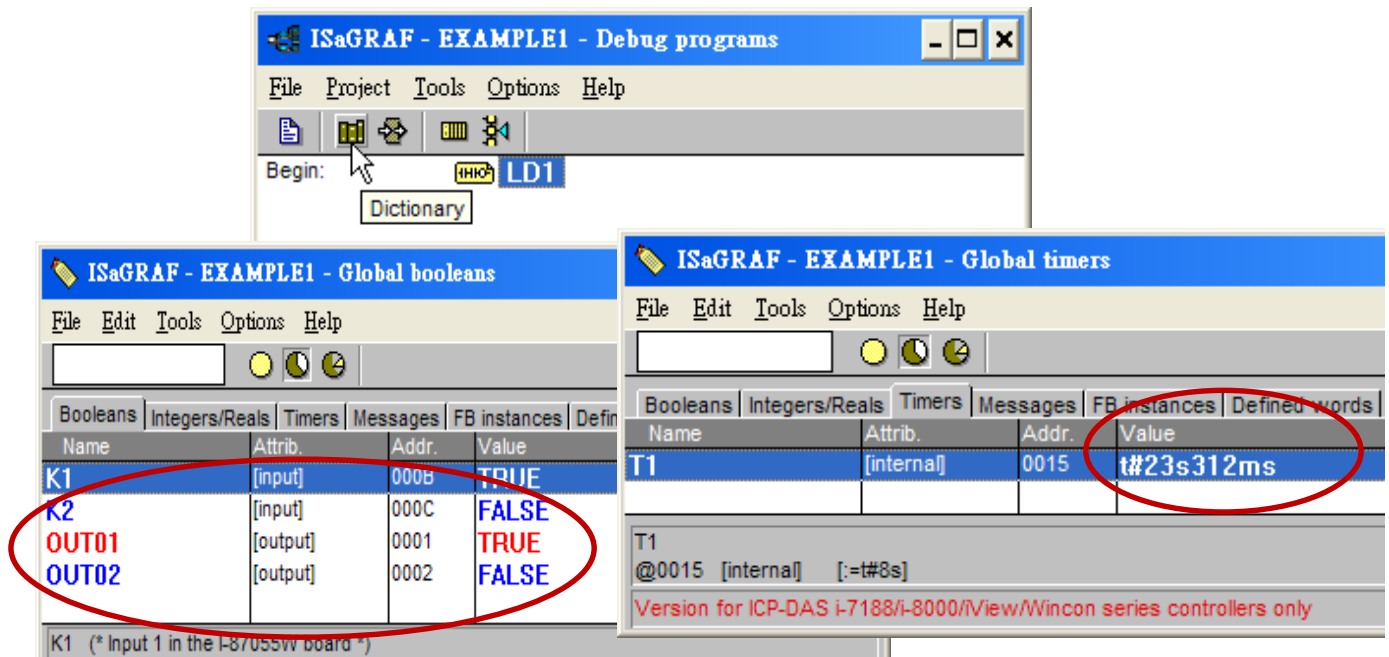 ISaGRAF - EXAMPLE1 - Debug programs
File Project Tools Options Help
Begin: LD1
Dictionary
ISaGRAF - EXAMPLE1 - Global booleans
File Edit Tools Options Help
Booleans Integers/Reals Timers Messages FB instances Defin
Name Attrib. Addr. Value
K1 [input] 000B TRUE
K2 [input] 000C FALSE
OUT01 [output] 0001 TRUE
OUT02 [output] 0002 FALSE
K1 (* Input 1 in the I-87055W board *)
ISaGRAF - EXAMPLE1 - Global timers
File Edit Tools Options Help
Booleans Integers/Reals Timers Messages FB instances Defined words
Name Attrib. Addr. Value
T1 [internal] 0015 t#23s312ms
T1
@0015 [internal] [:=t#8s]
Version for ICP-DAS i-7188/i-8000/iView/Wincon series controllers only